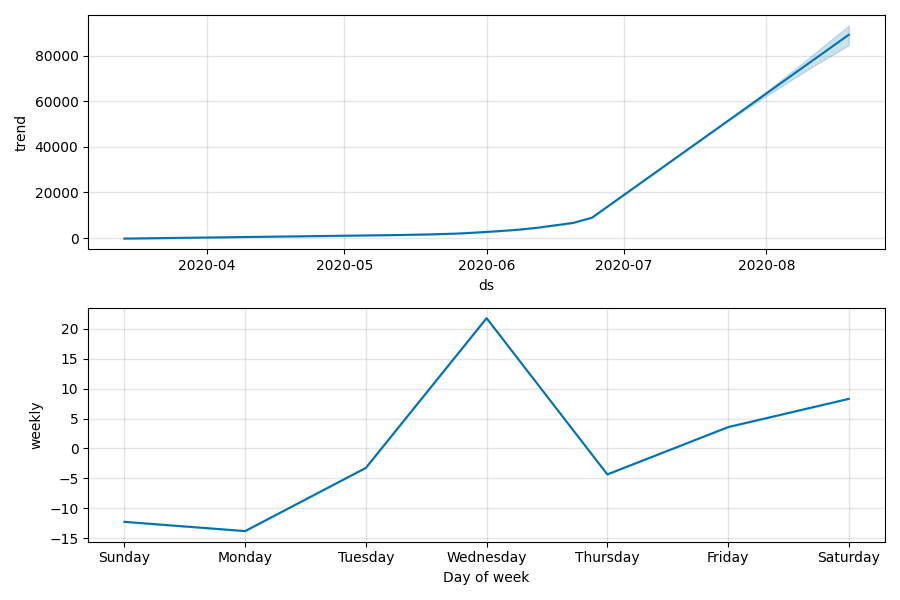 80000
60000
40000
20000
0
trend
2020-04 2020-05 2020-06 2020-07 2020-08
ds
20
15
10
5
0
−5
−10
−15
weekly
Sunday Monday Tuesday Wednesday Thursday Friday Saturday
Day of week